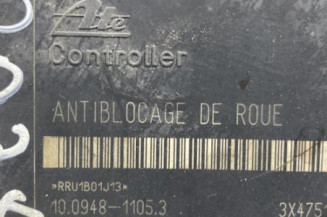 Ate
Controller
ANTIBLOCAGE DE ROUE
»RRU1B01J13«
10.0948-1105.3
3X475